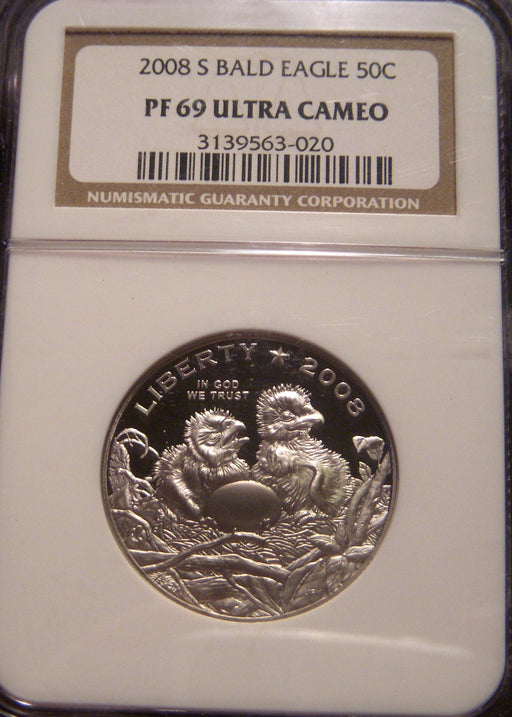 2008 S BALD EAGLE 50C
PF 69 ULTRA CAMEO
3139563-020
NUMISMATIC GUARANTY CORPORATION
LIBERTY ★ 2008
IN GOD
WE TRUST